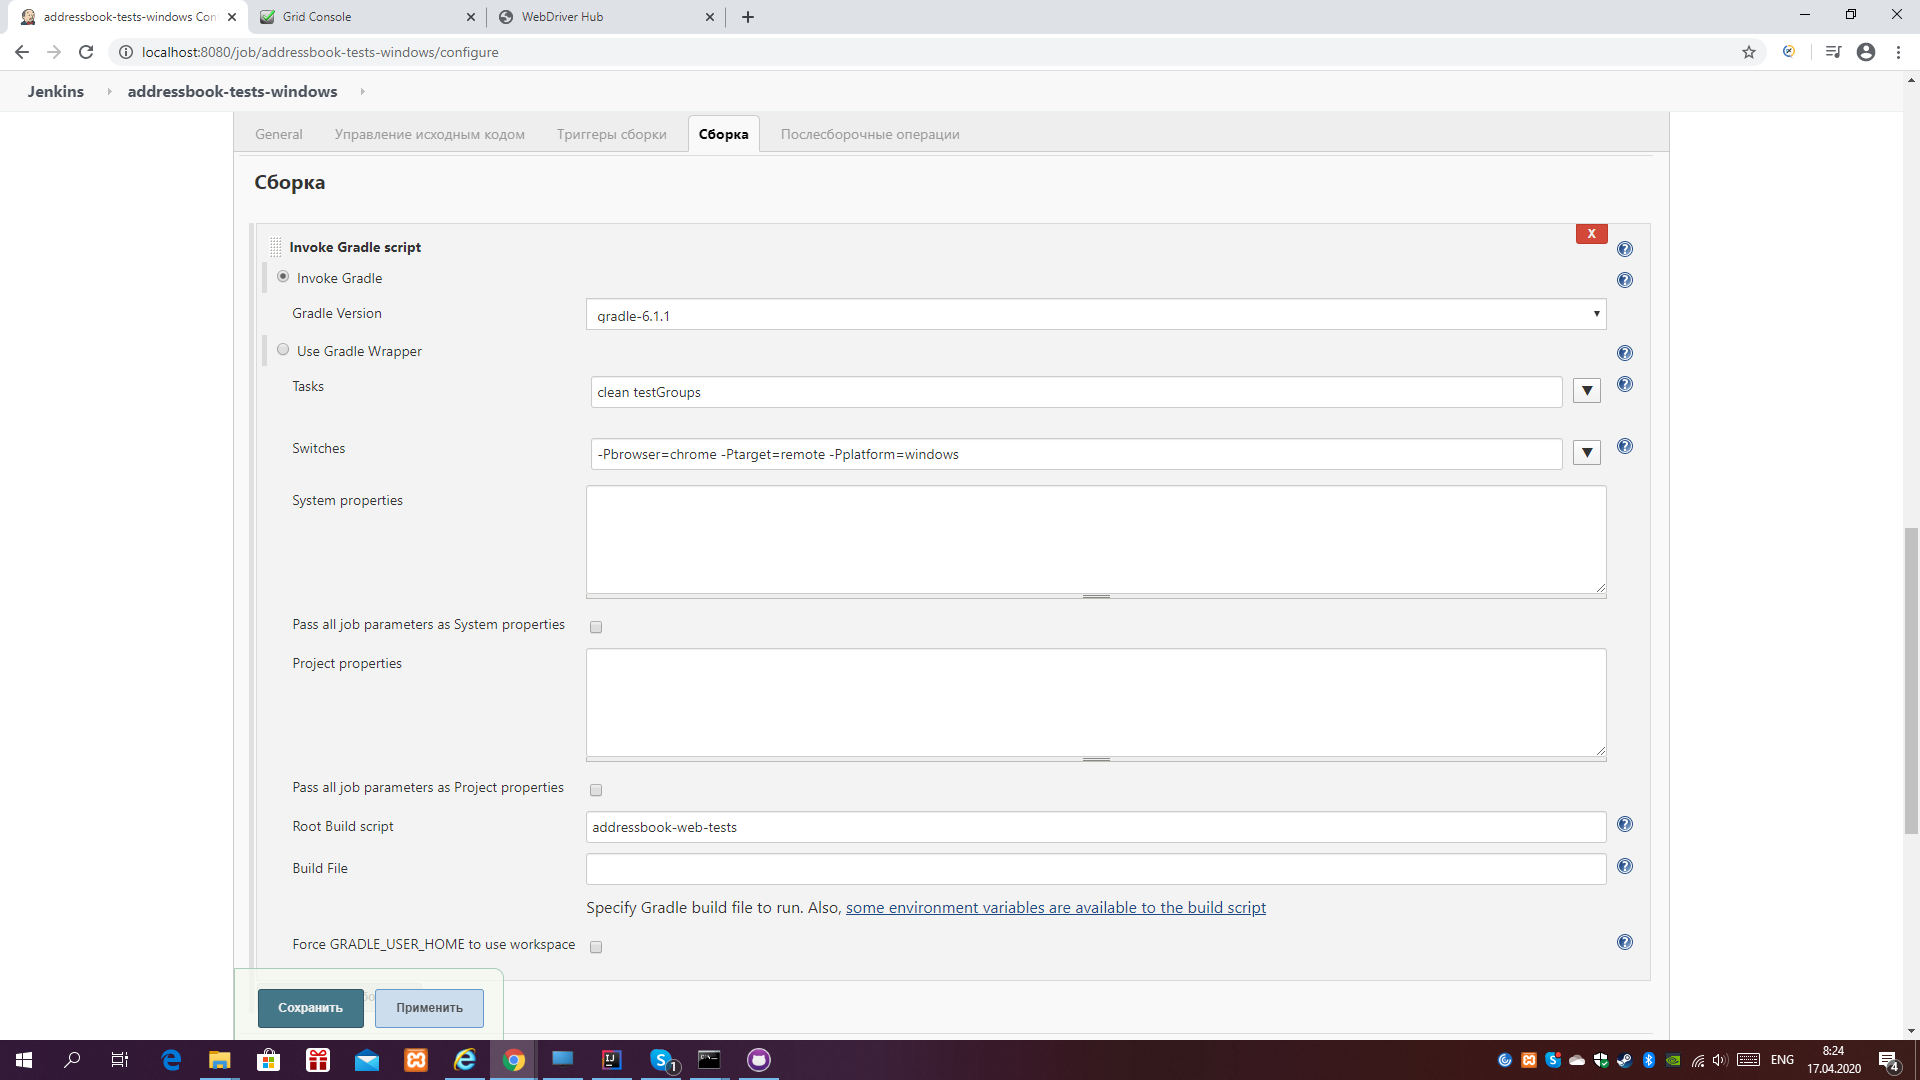 addressbook-tests-windows Con
Grid Console
WebDriver Hub
localhost:8080/job/addressbook-tests-windows/configure
Jenkins
addressbook-tests-windows
General
Управление исходным кодом
Триггеры сборки
Сборка
Послесборочные операции
Сборка
Invoke Gradle script
X
Invoke Gradle
Gradle Version
gradle-6.1.1
Use Gradle Wrapper
Tasks
clean testGroups
Switches
-Pbrowser=chrome -Ptarget=remote -Pplatform=windows
System properties
Pass all job parameters as System properties
Project properties
Pass all job parameters as Project properties
Root Build script
addressbook-web-tests
Build File
Specify Gradle build file to run. Also, some environment variables are available to the build script
Force GRADLE_USER_HOME to use workspace
Сохранить
Применить
1
ENG
8:24
17.04.2020
4